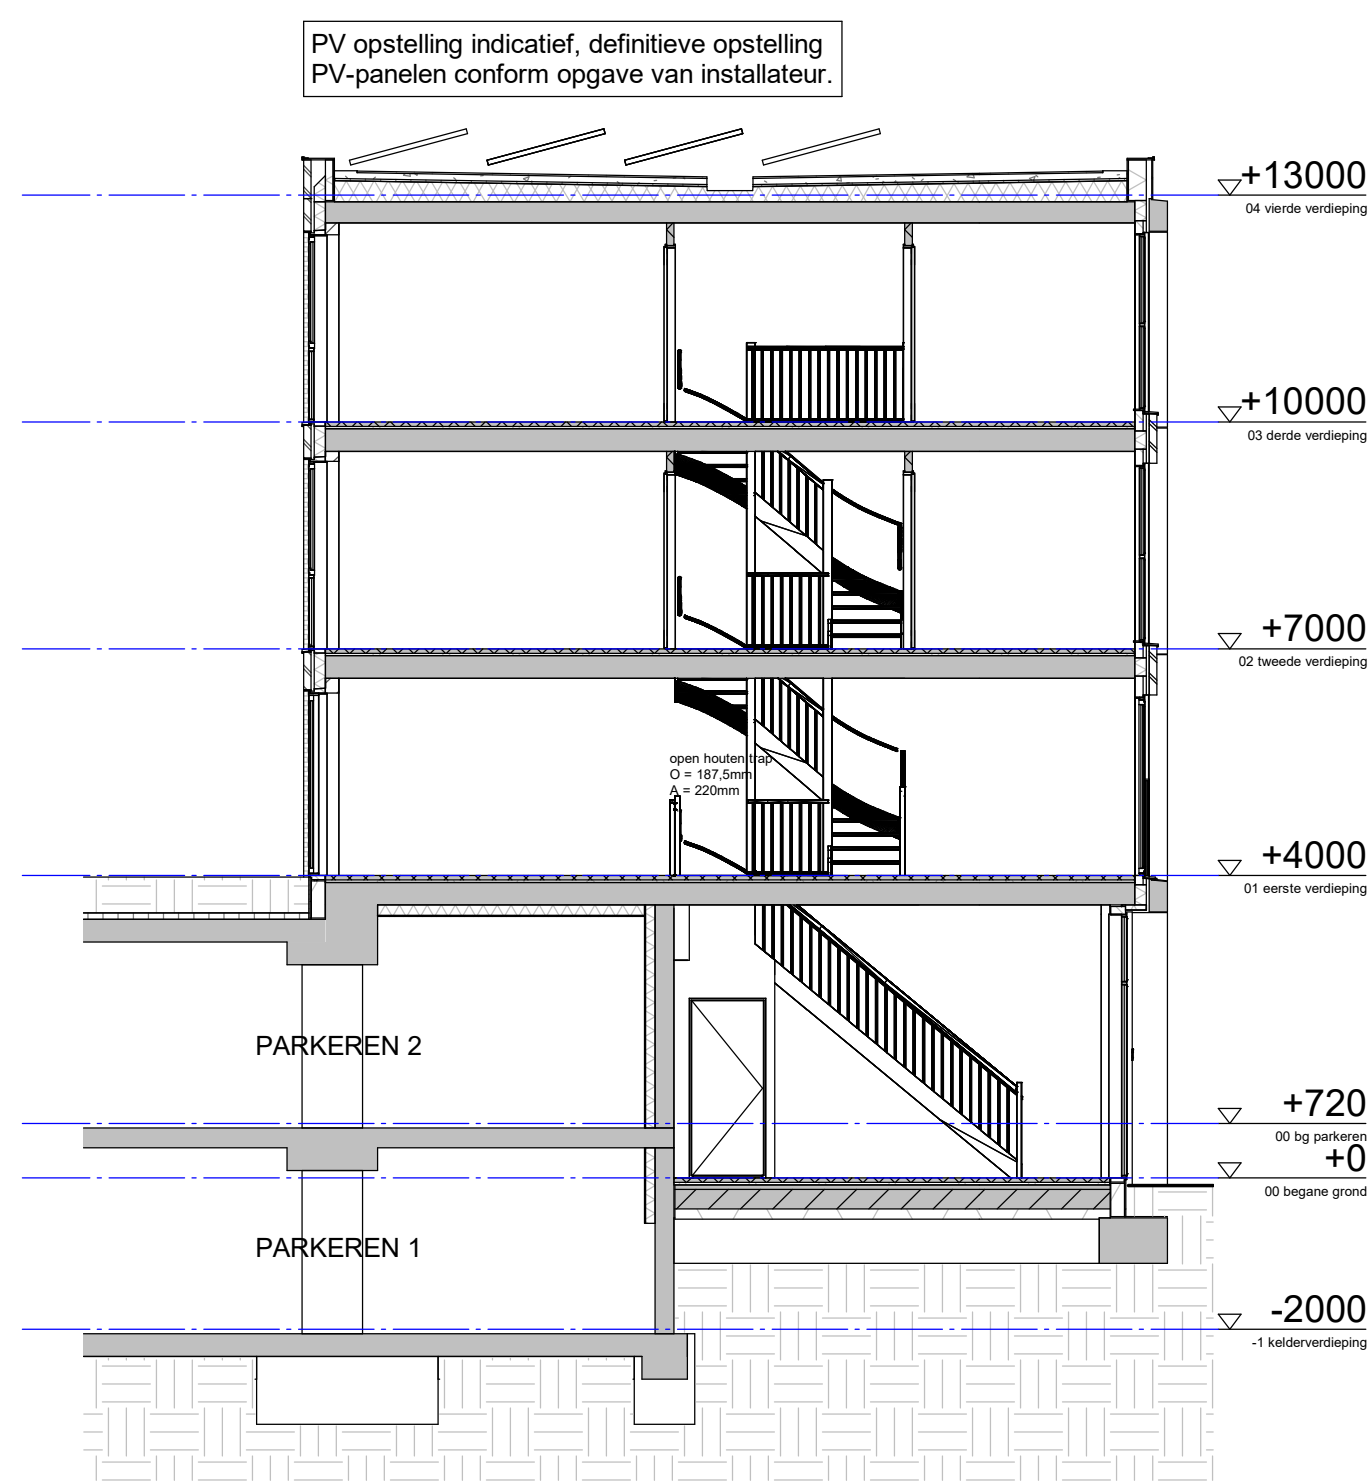 PV opstelling indicatief, definitieve opstelling
PV-panelen conform opgave van installateur.
+13000
04 vierde verdieping
+10000
03 derde verdieping
+7000
02 tweede verdieping
open houten trap
O = 187,5mm
A = 220mm
+4000
01 eerste verdieping
PARKEREN 2
+720
00 bg parkeren
+0
00 begane grond
PARKEREN 1
-2000
-1 kelderverdieping